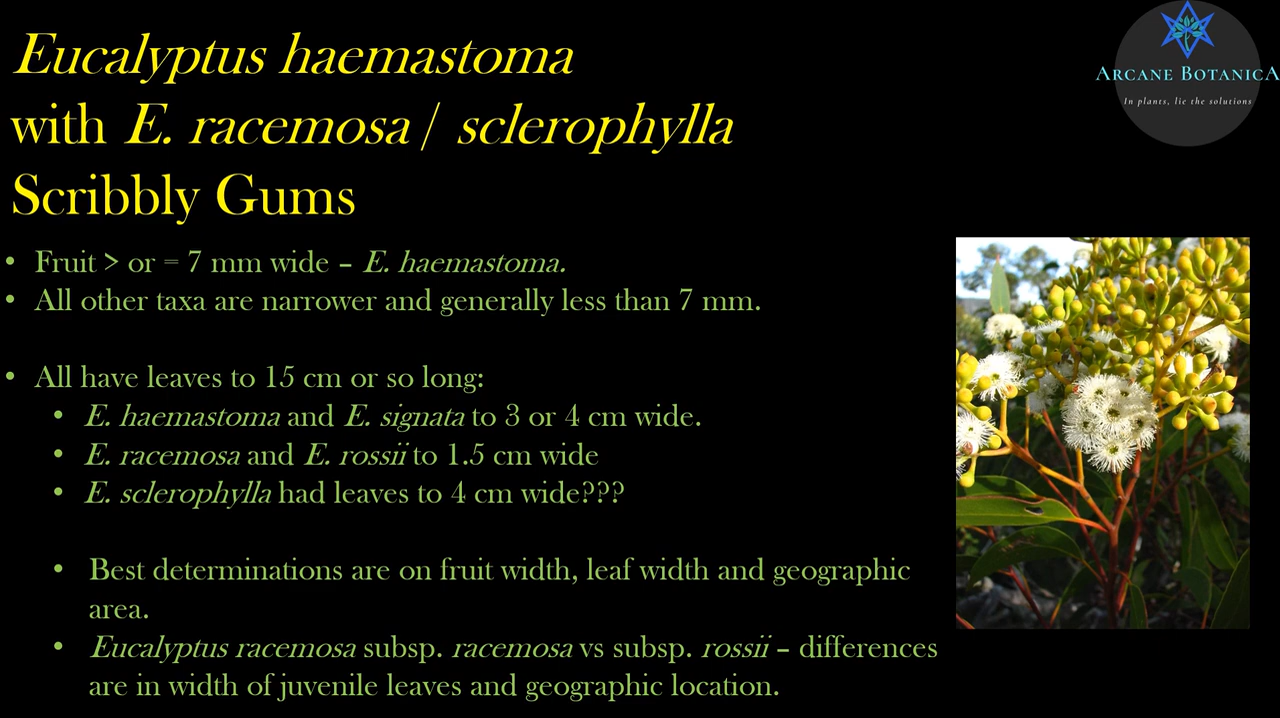 Eucalyptus haemastoma
with E. racemosa / sclerophylla
Scribbly Gums
ARCANE BOTANICA
In plants, lie the solutions
• Fruit > or = 7 mm wide – E. haemastoma.
• All other taxa are narrower and generally less than 7 mm.
• All have leaves to 15 cm or so long:
• E. haemastoma and E. signata to 3 or 4 cm wide.
• E. racemosa and E. rossii to 1.5 cm wide
• E. sclerophylla had leaves to 4 cm wide???
• Best determinations are on fruit width, leaf width and geographic
area.
• Eucalyptus racemosa subsp. racemosa vs subsp. rossii – differences
are in width of juvenile leaves and geographic location.